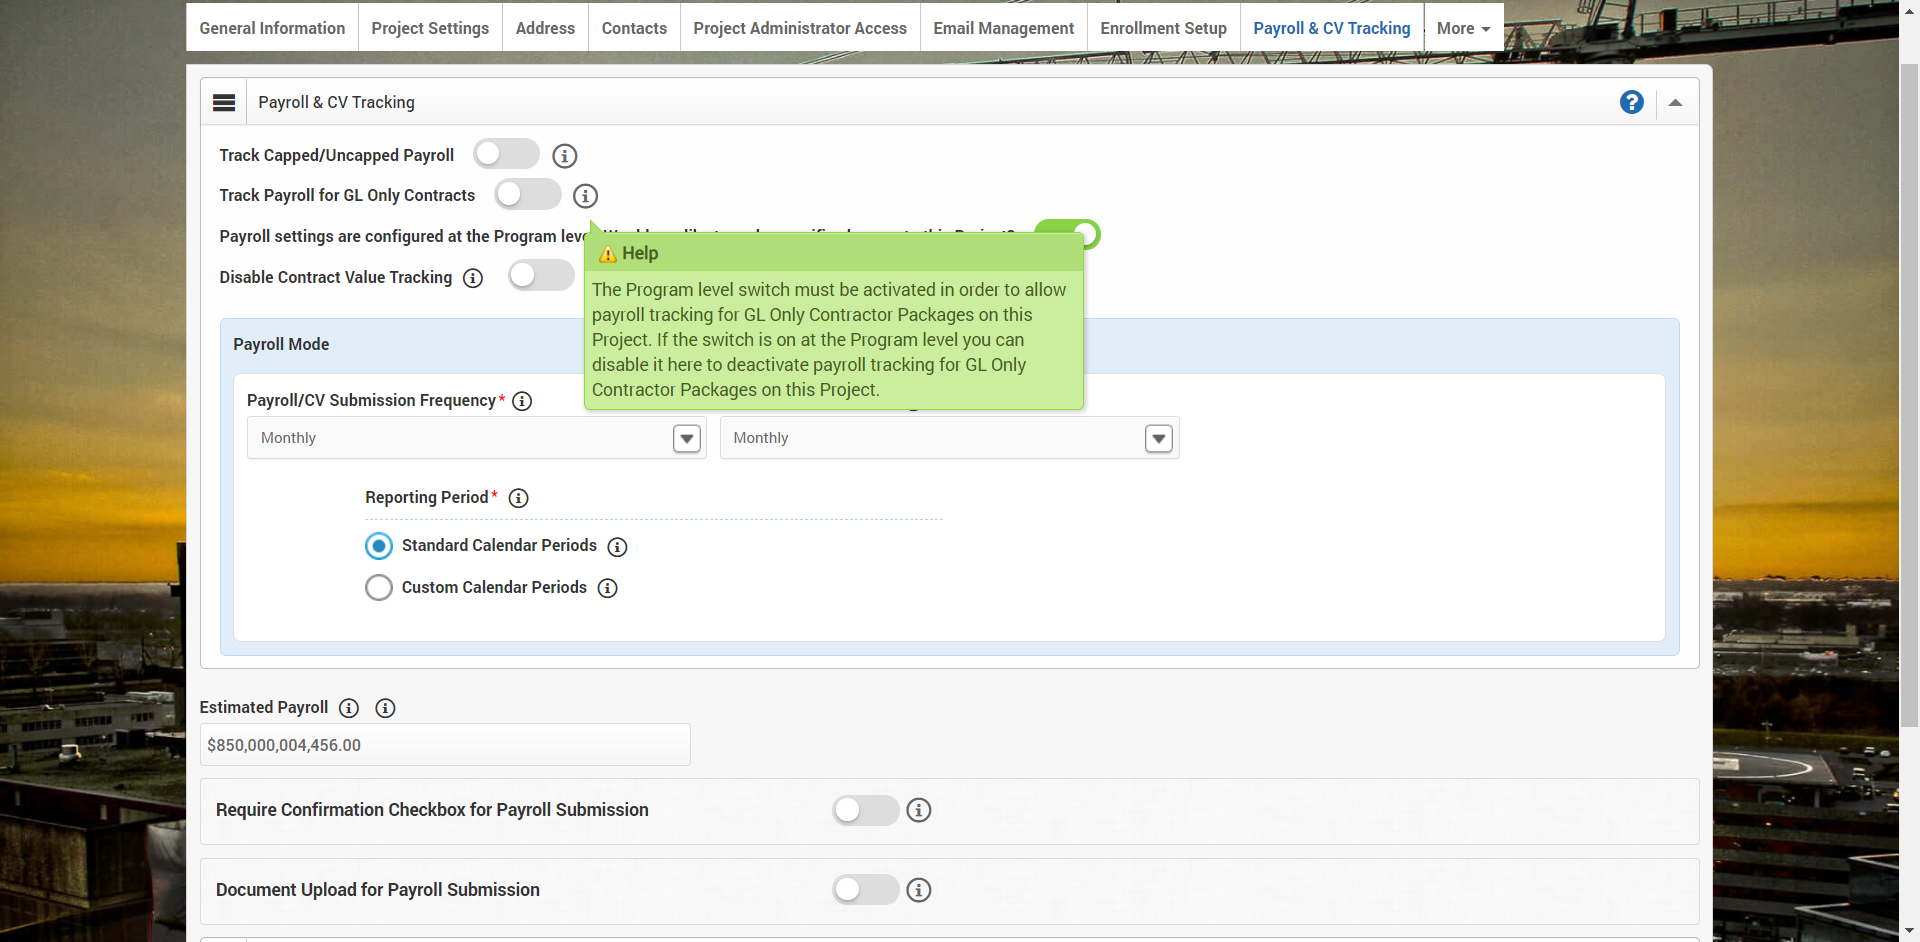 General Information
Project Settings
Address
Contacts
Project Administrator Access
Email Management
Enrollment Setup
Payroll & CV Tracking
More
Payroll & CV Tracking
?
Track Capped/Uncapped Payroll
Track Payroll for GL Only Contracts
Payroll settings are configured at the Program
Help
The Program level switch must be activated in order to allow
payroll tracking for GL Only Contractor Packages on this
Project. If the switch is on at the Program level you can
disable it here to deactivate payroll tracking for GL Only
Contractor Packages on this Project.
Disable Contract Value Tracking
Payroll Mode
Payroll/CV Submission Frequency*
Monthly
Monthly
Reporting Period*
Standard Calendar Periods
Custom Calendar Periods
Estimated Payroll
$850,000,004,456.00
Require Confirmation Checkbox for Payroll Submission
Document Upload for Payroll Submission